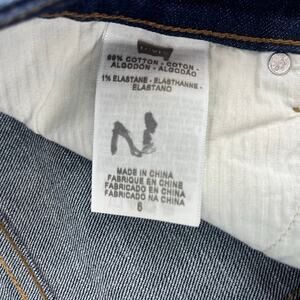 99% COTTON - COTON -
ALGODON - ALGODÃO
1% ELASTANE - ELASTHANNE -
ELASTANO
MADE IN CHINA
FABRIQUE EN CHINE
FABRICADO EN CHINA
FABRICADO NA CHINA
6